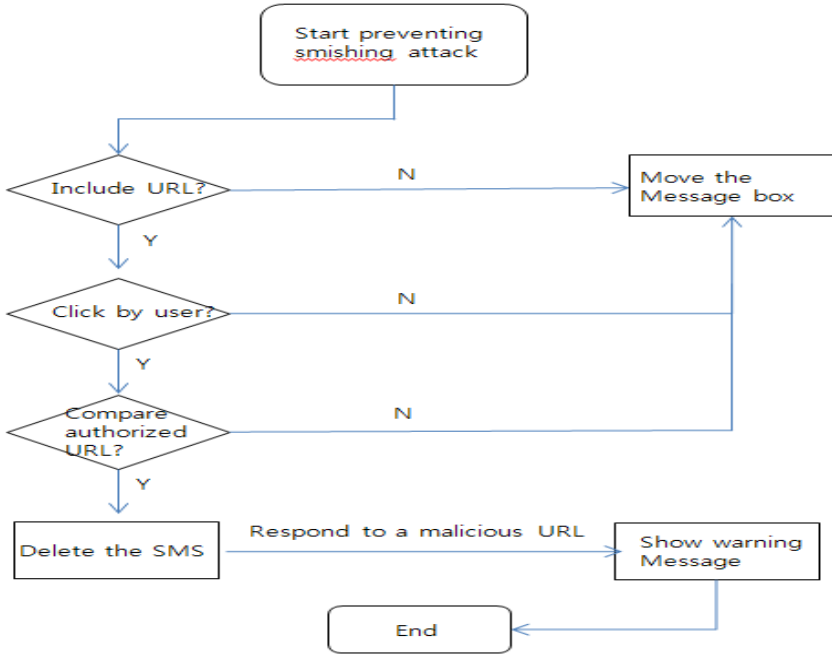 Start preventing
smishing attack
Include URL?
N
Move the
Message box
Y
Click by user?
N
Y
Compare
authorized
URL?
N
Y
Delete the SMS
Respond to a malicious URL
Show warning
Message
End